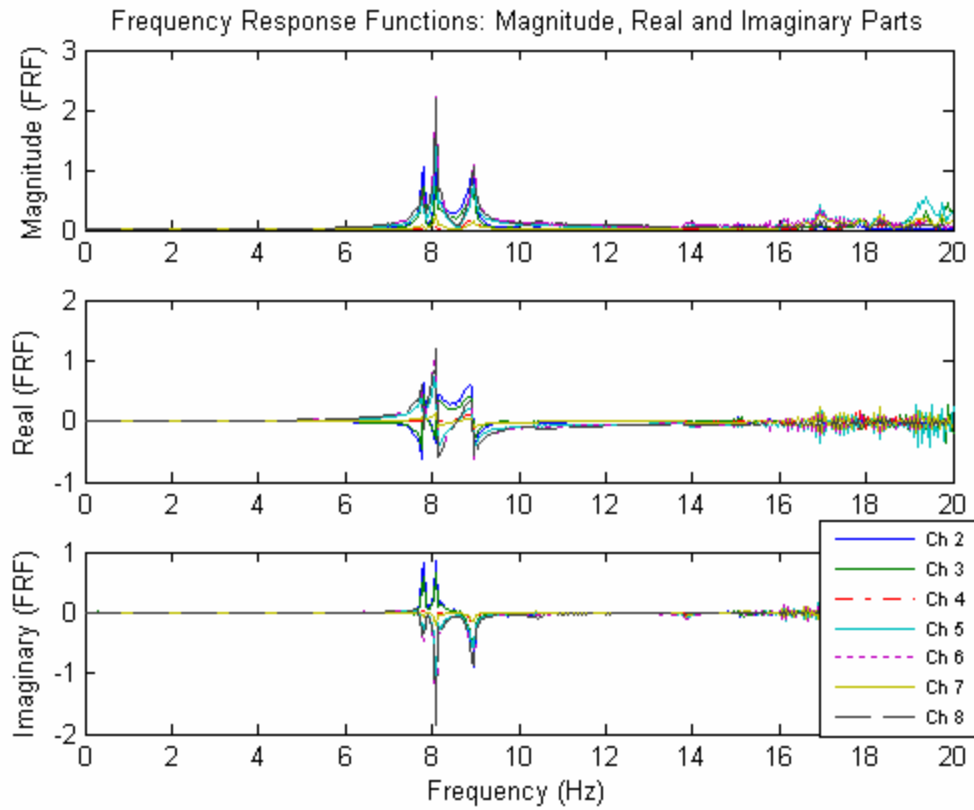 Frequency Response Functions: Magnitude, Real and Imaginary Parts
Magnitude (FRF)
3
2
1
0
0 2 4 6 8 10 12 14 16 18 20
Real (FRF)
2
1
0
-1
0 2 4 6 8 10 12 14 16 18 20
Imaginary (FRF)
1
0
-1
-2
0 2 4 6 8 10 12 14 16 18 20
Frequency (Hz)
Ch 2
Ch 3
Ch 4
Ch 5
Ch 6
Ch 7
Ch 8